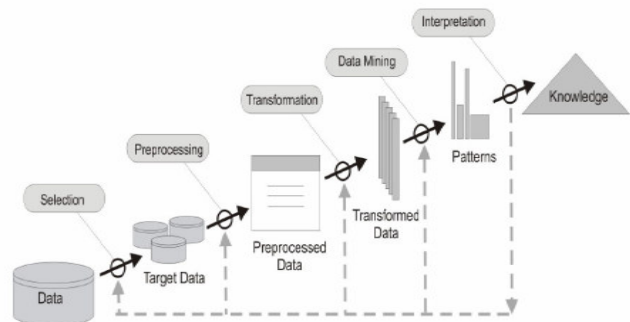 Interpretation
Data Mining
Knowledge
Transformation
Patterns
Preprocessing
Transformed
Data
Selection
Preprocessed
Data
Target Data
Data